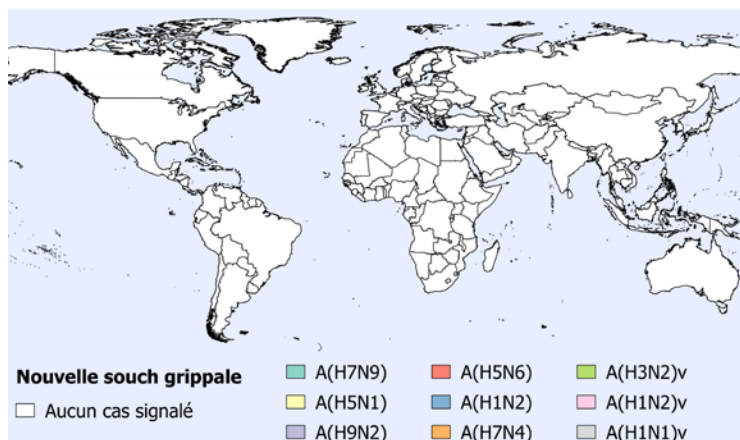 Nouvelle souch grippale
Aucun cas signalé
A(H7N9)
A(H5N1)
A(H9N2)
A(H5N6)
A(H1N2)
A(H7N4)
A(H3N2)v
A(H1N2)v
A(H1N1)v